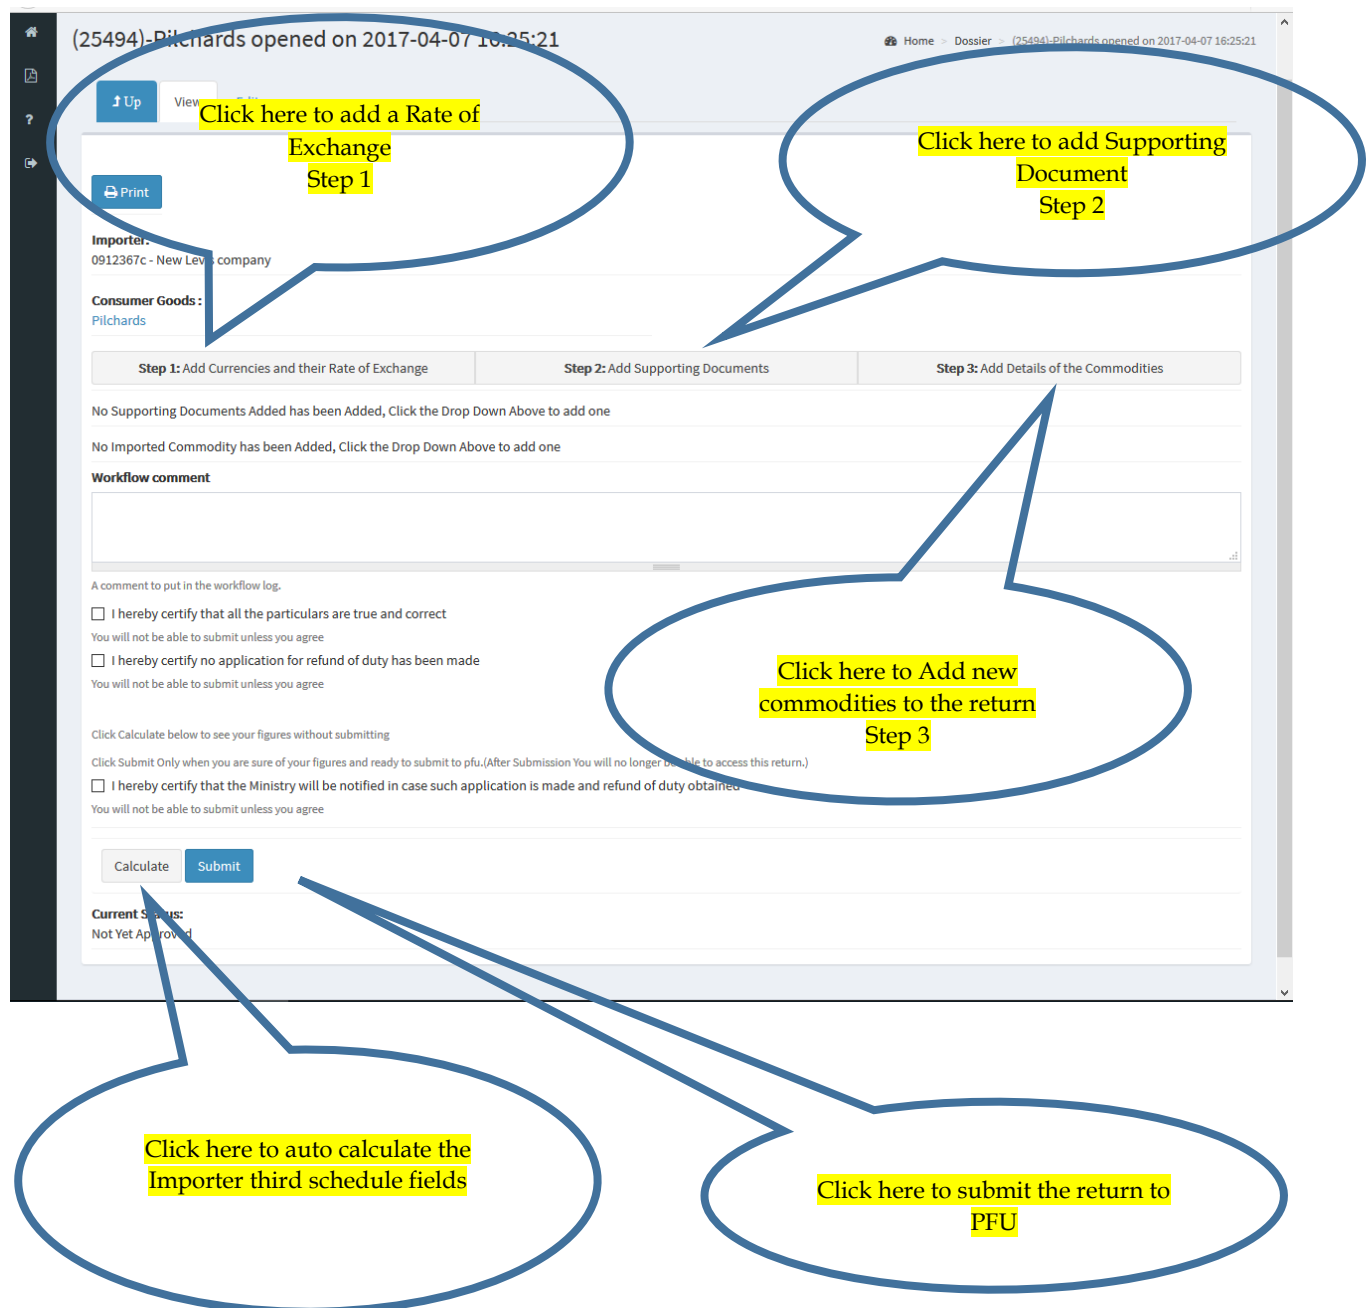 (25494)-Pilchards opened on 2017-04-07 16:25:21
Home > Dossier > (25494)-Pilchards opened on 2017-04-07 16:25:21
Up View Edit
Click here to add a Rate of
Exchange
Step 1
Click here to add Supporting
Document
Step 2
Print
Importer:
0912367c - New Levis company
Consumer Goods :
Pilchards
Step 1: Add Currencies and their Rate of Exchange
Step 2: Add Supporting Documents
Step 3: Add Details of the Commodities
No Supporting Documents Added has been Added, Click the Drop Down Above to add one
No Imported Commodity has been Added, Click the Drop Down Above to add one
Workflow comment
A comment to put in the workflow log.
I hereby certify that all the particulars are true and correct
You will not be able to submit unless you agree
I hereby certify no application for refund of duty has been made
You will not be able to submit unless you agree
Click here to Add new
commodities to the return
Step 3
Click Calculate below to see your figures without submitting
Click Submit Only when you are sure of your figures and ready to submit to pfu.(After Submission You will no longer be able to access this return.)
I hereby certify that the Ministry will be notified in case such application is made and refund of duty obtained
You will not be able to submit unless you agree
Calculate Submit
Current Status:
Not Yet Approved
Click here to auto calculate the
Importer third schedule fields
Click here to submit the return to
PFU